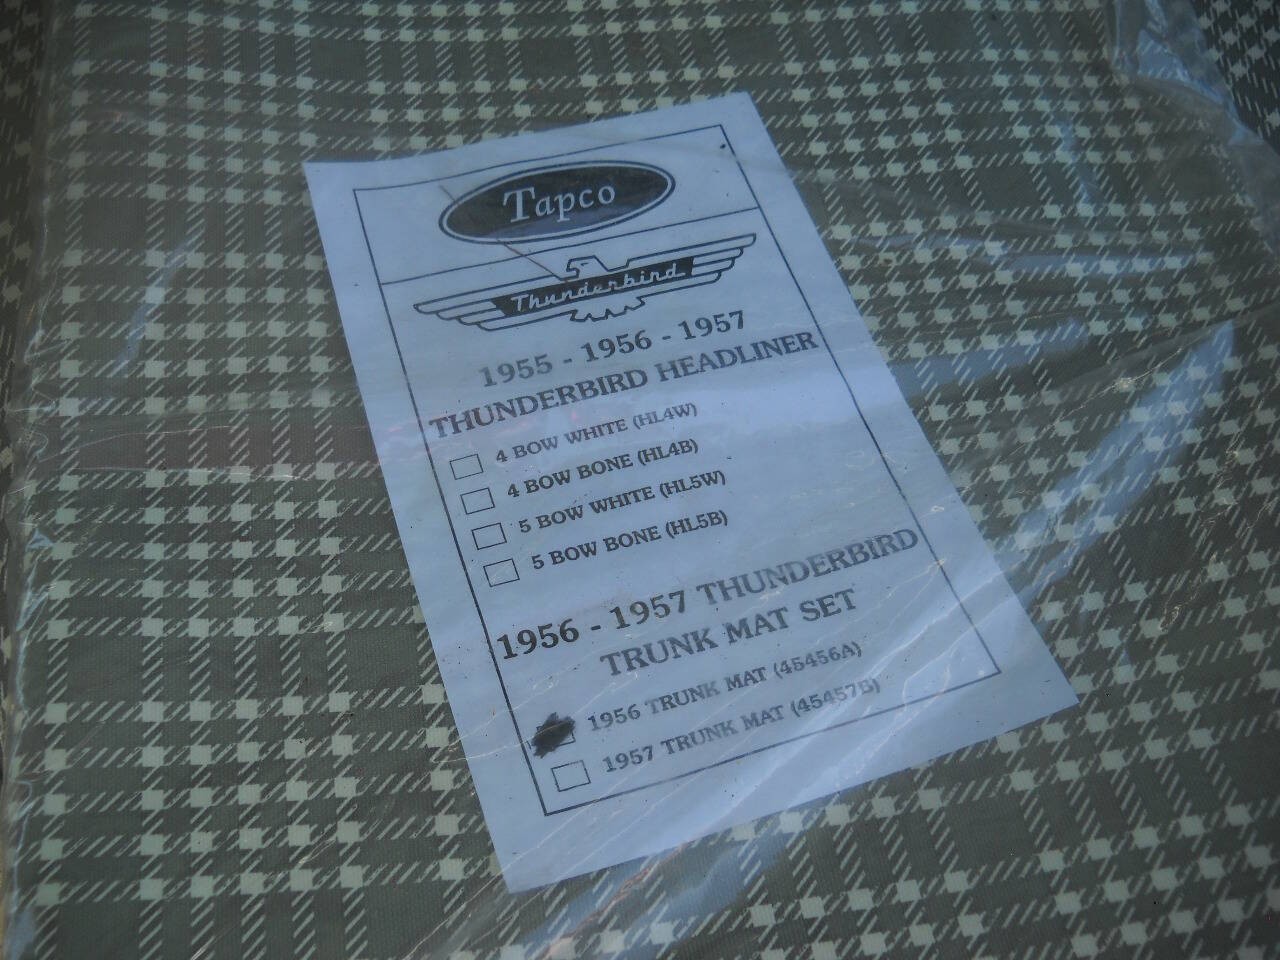 Tapco
Thunderbird
1955 - 1956 - 1957
THUNDERBIRD HEADLINER
4 BOW WHITE (HL4W)
4 BOW BONE (HL4B)
5 BOW WHITE (HL5W)
5 BOW BONE (HL5B)
1956 - 1957 THUNDERBIRD
TRUNK MAT SET
1956 TRUNK MAT (45456A)
1957 TRUNK MAT (45457B)